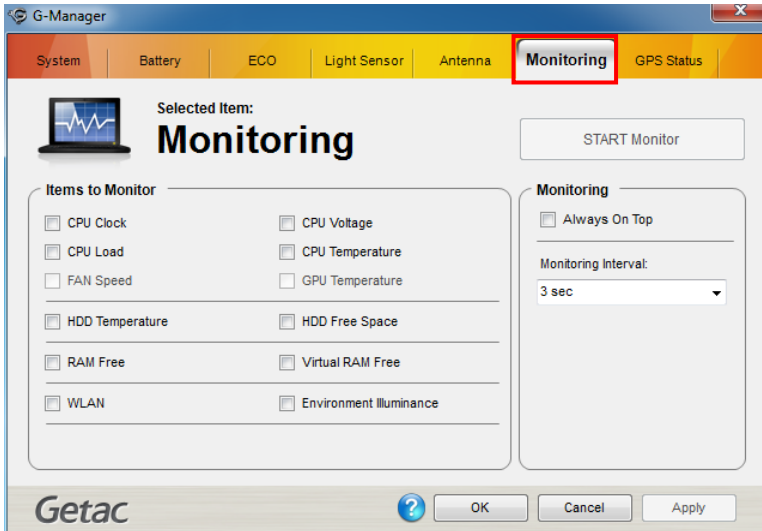 G-Manager
System Battery ECO Light Sensor Antenna Monitoring GPS Status
Selected Item:
Monitoring
START Monitor
Items to Monitor
CPU Clock CPU Voltage
CPU Load CPU Temperature
FAN Speed GPU Temperature
HDD Temperature HDD Free Space
RAM Free Virtual RAM Free
WLAN Environment Illuminance
Monitoring
Always On Top
Monitoring Interval:
3 sec
Getac ? OK Cancel Apply